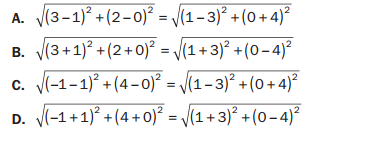 A. √(3−1)² + (2−0)² = √(1−3)² + (0+4)²
B. √(3+1)² + (2+0)² = √(1+3)² + (0−4)²
C. √(−1−1)² + (4−0)² = √(1−3)² + (0+4)²
D. √(−1+1)² + (4+0)² = √(1+3)² + (0−4)²